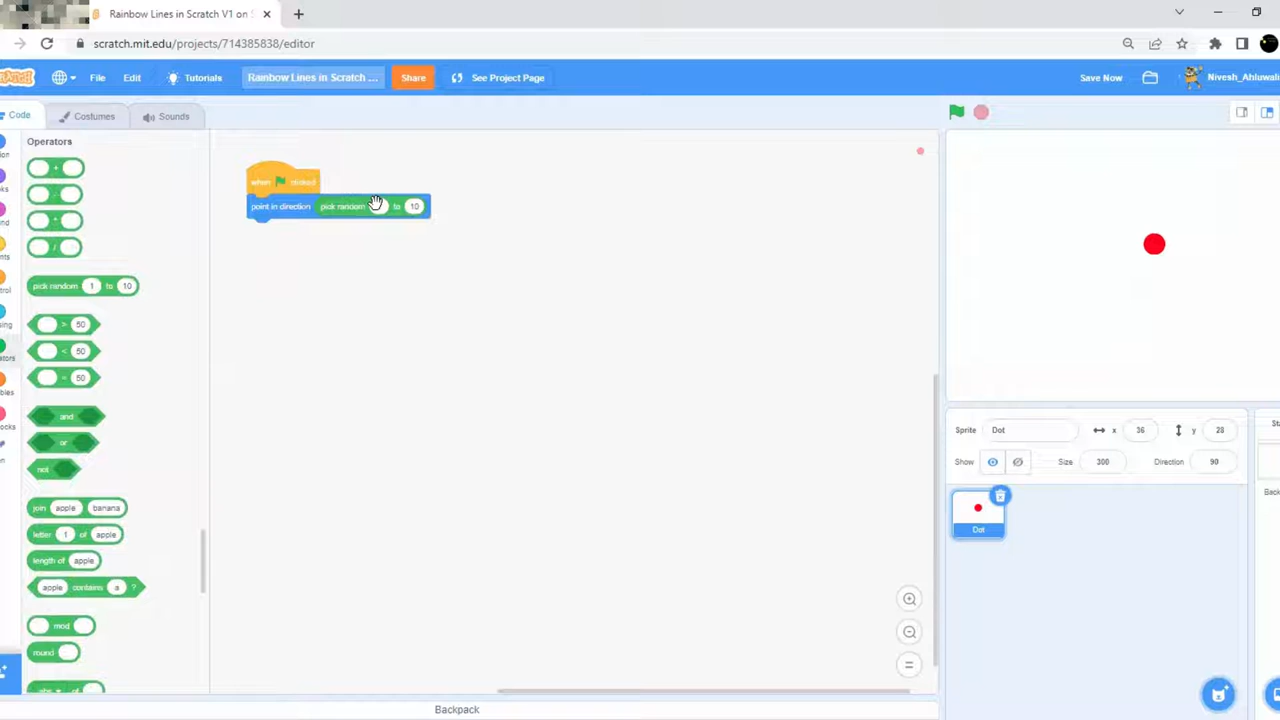 Rainbow Lines in Scratch V1 on S
scratch.mit.edu/projects/714385838/editor
File Edit Tutorials Rainbow Lines in Scratch ... Share See Project Page Save Now Nivesh_Ahluwali
Code Costumes Sounds
Operators
+
-
*
/
pick random 1 to 10
> 50
< 50
= 50
and
or
not
join apple banana
letter 1 of apple
length of apple
apple contains a ?
mod
round
abs of
when clicked
point in direction pick random to 10
Sprite Dot x 36 y 28
Show Size 300 Direction 90
Dot
Backpack